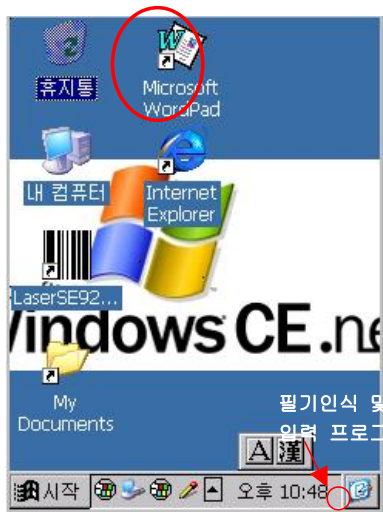 휴지통
Microsoft
WordPad
내 컴퓨터
Internet
Explorer
LaserSE92...
Windows CE .ne
My
Documents
필기인식 및
입력 프로그
A 漢
시작
오후 10:48